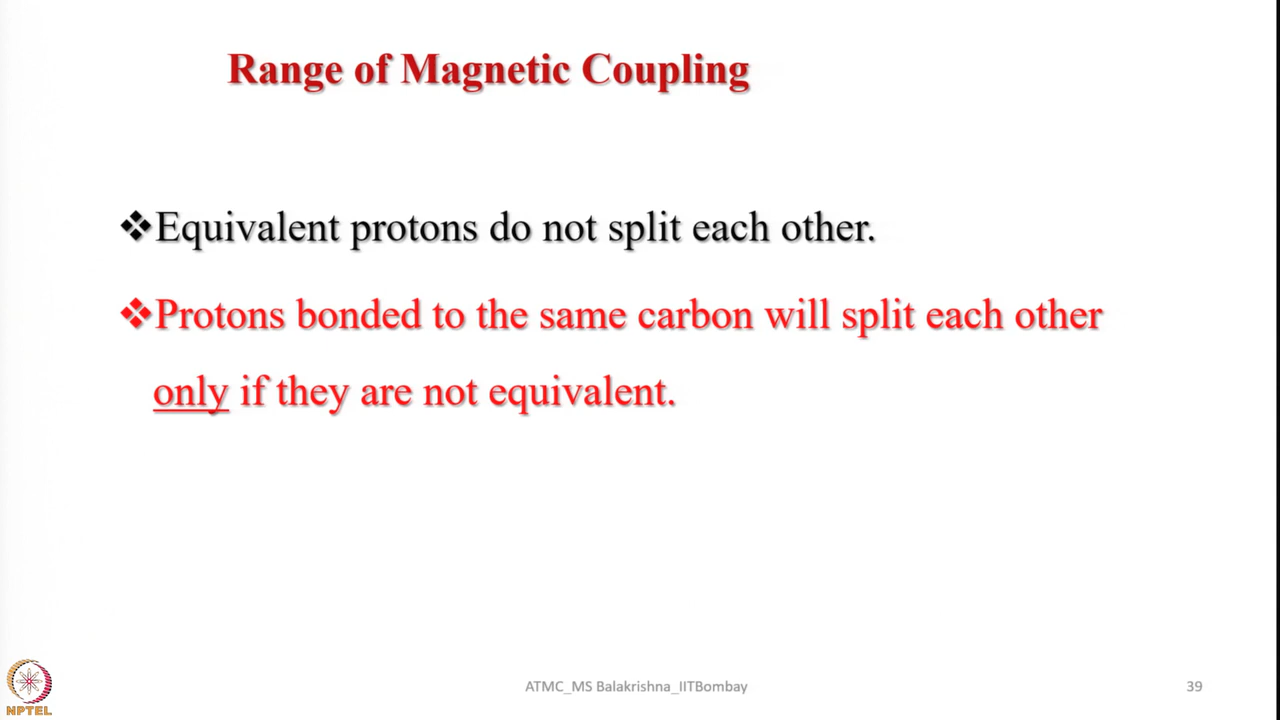 Range of Magnetic Coupling
❖Equivalent protons do not split each other.
❖Protons bonded to the same carbon will split each other
only if they are not equivalent.
NPTEL
ATMC_MS Balakrishna_IITBombay
39